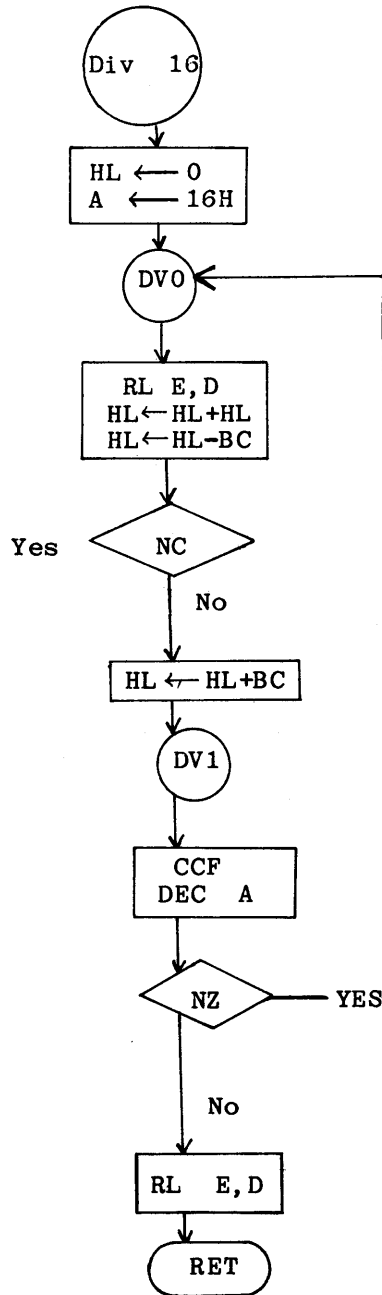 Div 16
HL ← 0
A ← 16H
DV0
RL E,D
HL←HL+HL
HL←HL-BC
Yes
NC
No
HL ← HL+BC
DV1
CCF
DEC A
NZ
YES
No
RL E,D
RET